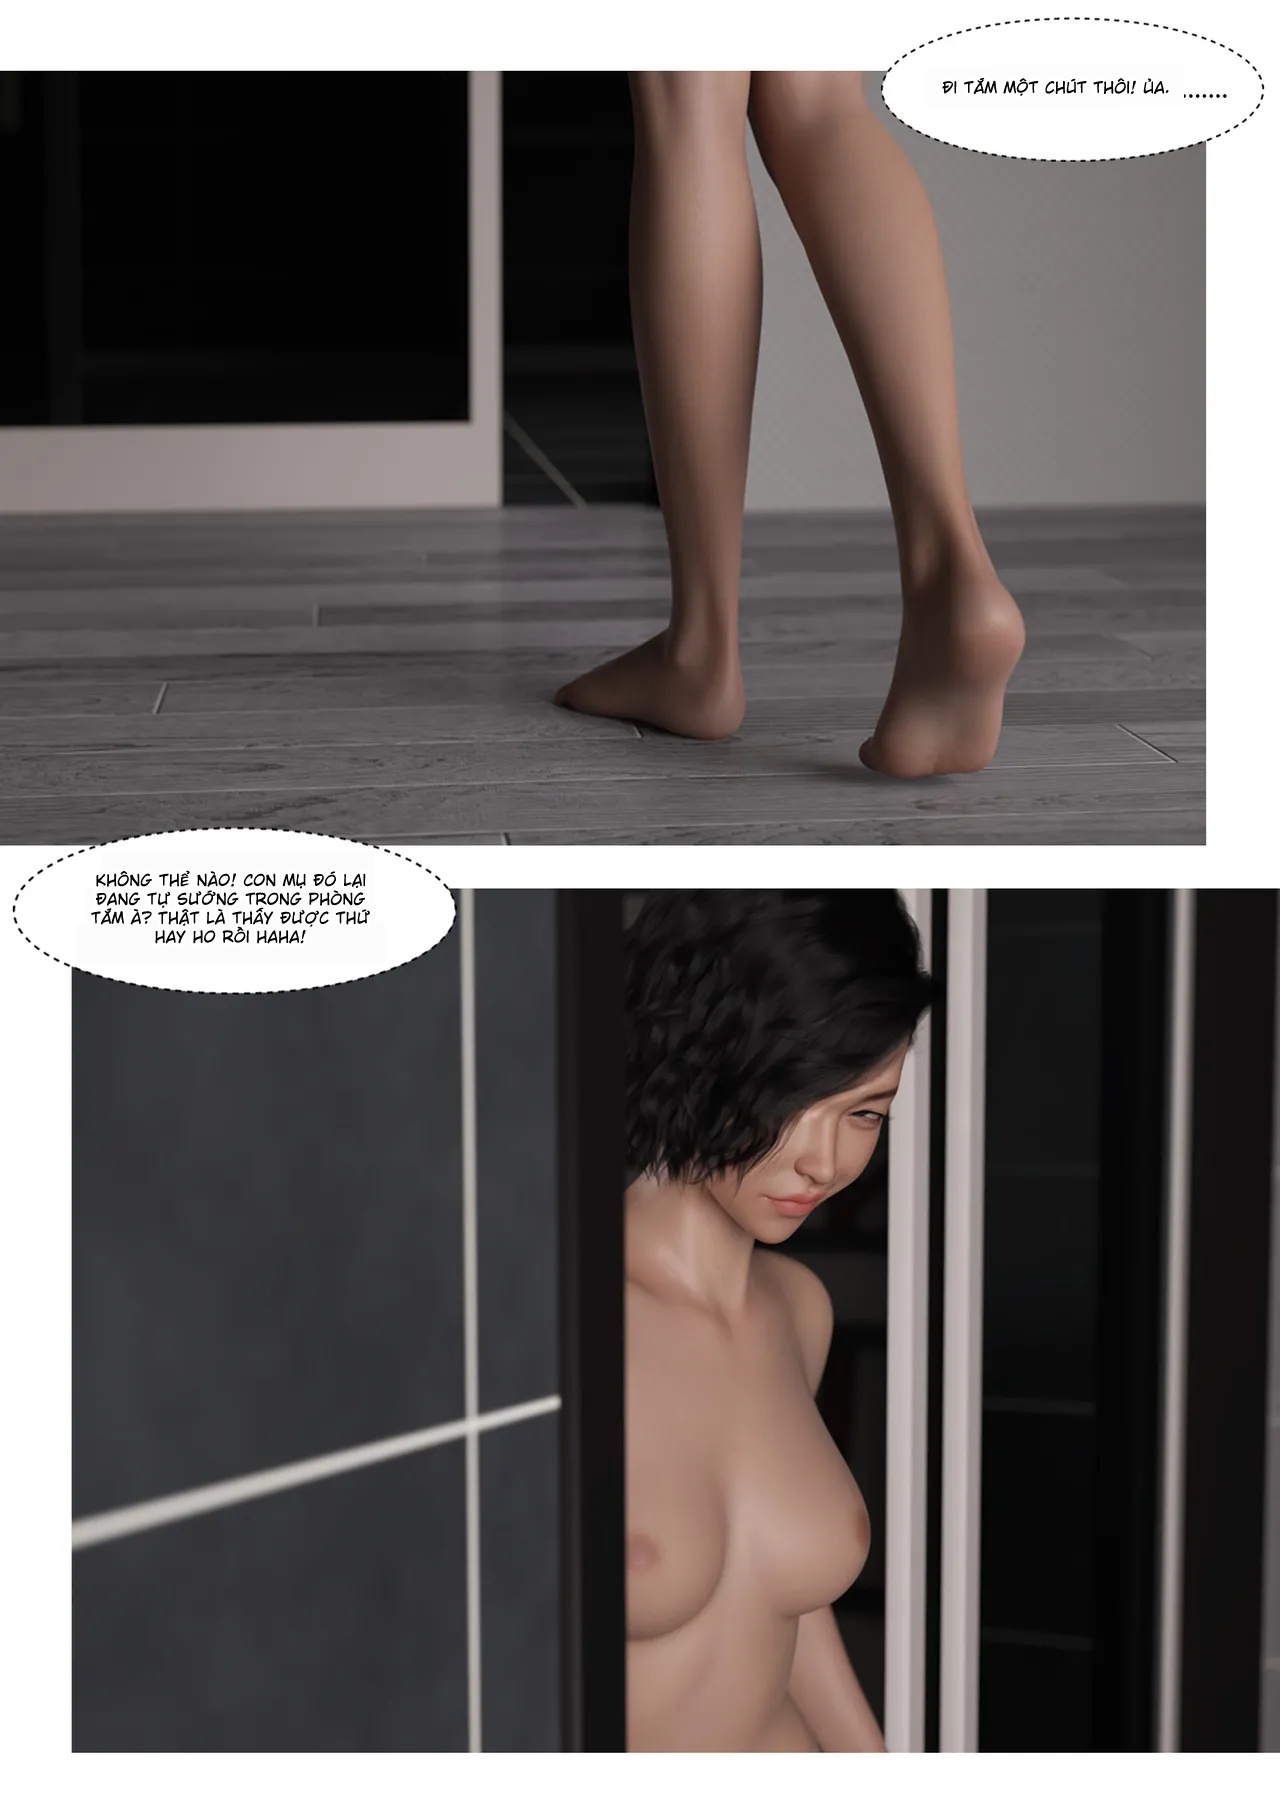 ĐI TẮM MỘT CHÚT THÔI! ỦA. .......
KHÔNG THỂ NÀO! CON MỤ ĐÓ LẠI
ĐANG TỰ SƯỚNG TRONG PHÒNG
TẮM À? THẬT LÀ THẤY ĐƯỢC THỨ
HAY HO RỒI HAHA!